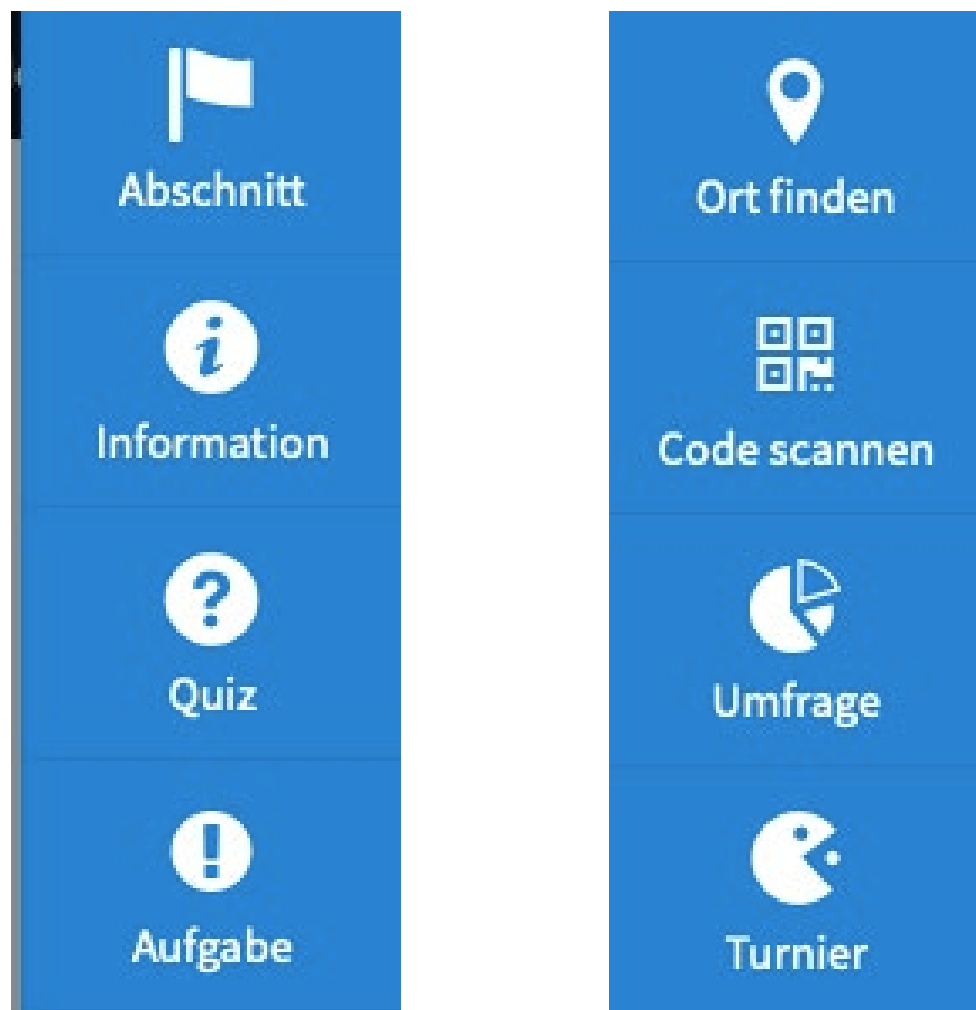 Abschnitt
Information
Quiz
Aufgabe
Ort finden
Code scannen
Umfrage
Turnier